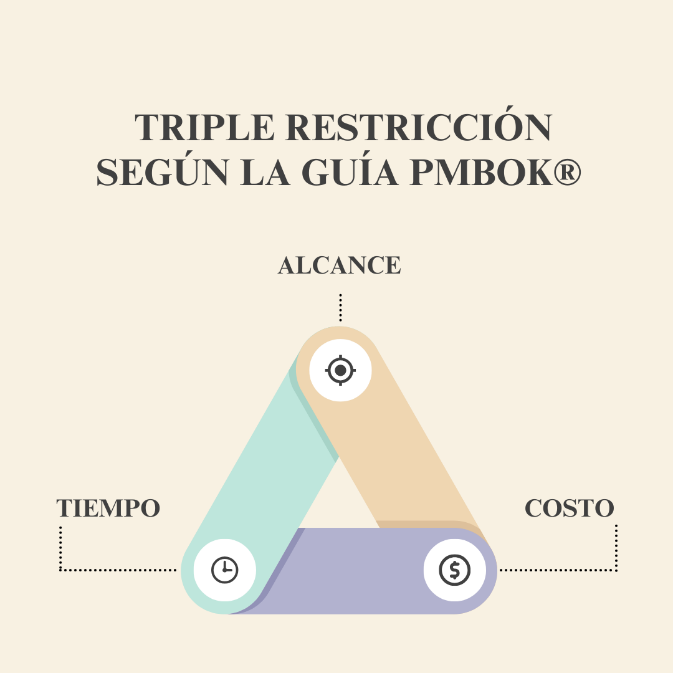 TRIPLE RESTRICCIÓN
SEGÚN LA GUÍA PMBOK®
ALCANCE
TIEMPO
COSTO
$